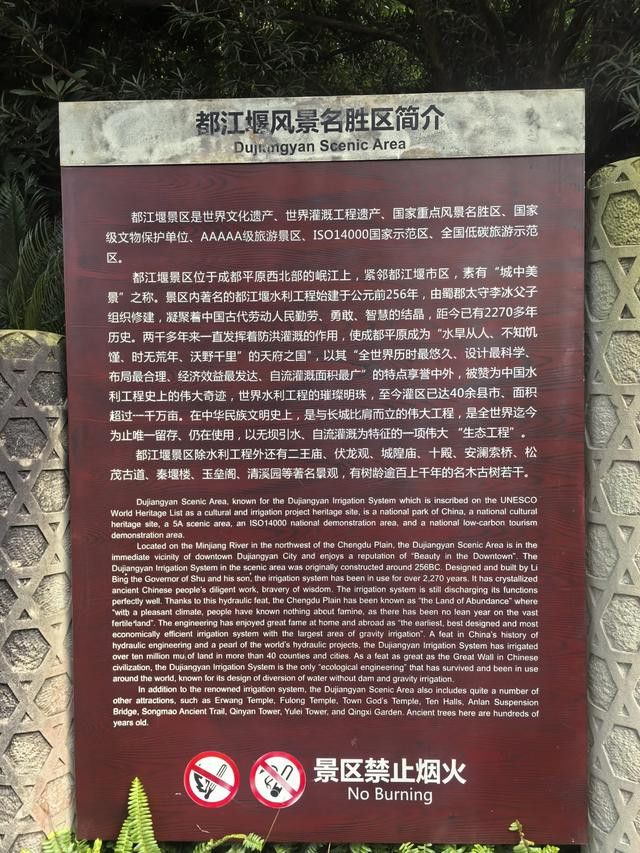 都江堰风景名胜区简介
Dujiangyan Scenic Area
都江堰景区是世界文化遗产、世界灌溉工程遗产、国家重点风景名胜区、国家
级文物保护单位、AAAAA级旅游景区、ISO14000国家示范区、全国低碳旅游示范
区。
都江堰景区位于成都平原西北部的岷江上，紧邻都江堰市区，素有“城中美
景”之称。景区内著名的都江堰水利工程始建于公元前256年，由蜀郡太守李冰父子
组织修建，凝聚着中国古代劳动人民勤劳、勇敢、智慧的结晶，距今已有2270多年
历史。两千多年来一直发挥着防洪灌溉的作用，使成都平原成为“水旱从人、不知饥
馑、时无荒年、沃野千里”的天府之国"，以其“全世界历时最悠久、设计最科学、
布局最合理、经济效益最发达、自流灌溉面积最广”的特点享誉中外，被赞为中国水
利工程史上的伟大奇迹，世界水利工程的璀璨明珠，至今灌区已达40余县市、面积
超过一千万亩。在中华民族文明史上，是与长城比肩而立的伟大工程，是全世界迄今
为止唯一留存、仍在使用，以无坝引水、自流灌溉为特征的一项伟大 “生态工程”。
都江堰景区除水利工程外还有二王庙、伏龙观、城隍庙、十殿、安澜索桥、松
茂古道、秦堰楼、玉垒阁、清溪园等著名景观，有树龄逾百上千年的名木古树若干。
Dujiangyan Scenic Area, known for the Dujiangyan Irrigation System which is inscribed on the UNESCO
World Heritage List as a cultural and irrigation project heritage site, is a national park of China, a national cultural
heritage site, a 5A scenic area, an ISO14000 national demonstration area, and a national low-carbon tourism
demonstration area.
Located on the Minjiang River in the northwest of the Chengdu Plain, the Dujiangyan Scenic Area is in the
immediate vicinity of downtown Dujiangyan City and enjoys a reputation of “Beauty in the Downtown”. The
Dujiangyan Irrigation System in the scenic area was originally constructed around 256BC. Designed and built by Li
Bing the Governor of Shu and his son, the irrigation system has been in use for over 2,270 years. It has crystallized
ancient Chinese people's diligent work, bravery of wisdom. The irrigation system is still discharging its functions
perfectly well. Thanks to this hydraulic feat, the Chengdu Plain has been known as “the Land of Abundance” where
“with a pleasant climate, people have known nothing about famine, as there has been no lean year on the vast
fertile land”. The engineering has enjoyed great fame at home and abroad as “the earliest, best designed and most
economically efficient irrigation system with the largest area of gravity irrigation”. A feat in China's history of
hydraulic engineering and a pearl of the world's hydraulic projects, the Dujiangyan Irrigation System has irrigated
over ten million mu of land in more than 40 counties and cities. As a feat as great as the Great Wall in Chinese
civilization, the Dujiangyan Irrigation System is the only “ecological engineering” that has survived and been in use
around the world, known for its design of diversion of water without dam and gravity irrigation.
In addition to the renowned irrigation system, the Dujiangyan Scenic Area also includes quite a number of
other attractions, such as Erwang Temple, Fulong Temple, Town God's Temple, Ten Halls, Anlan Suspension
Bridge, Songmao Ancient Trail, Qinyan Tower, Yulei Tower, and Qingxi Garden. Ancient trees here are hundreds of
years old.
景区禁止烟火
No Burning